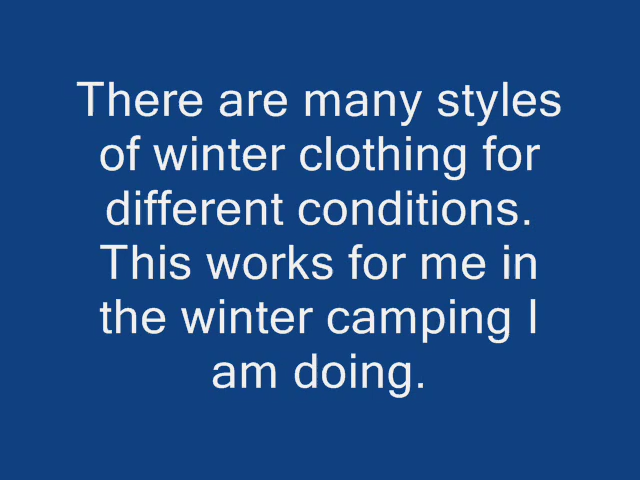 There are many styles
of winter clothing for
different conditions.
This works for me in
the winter camping I
am doing.